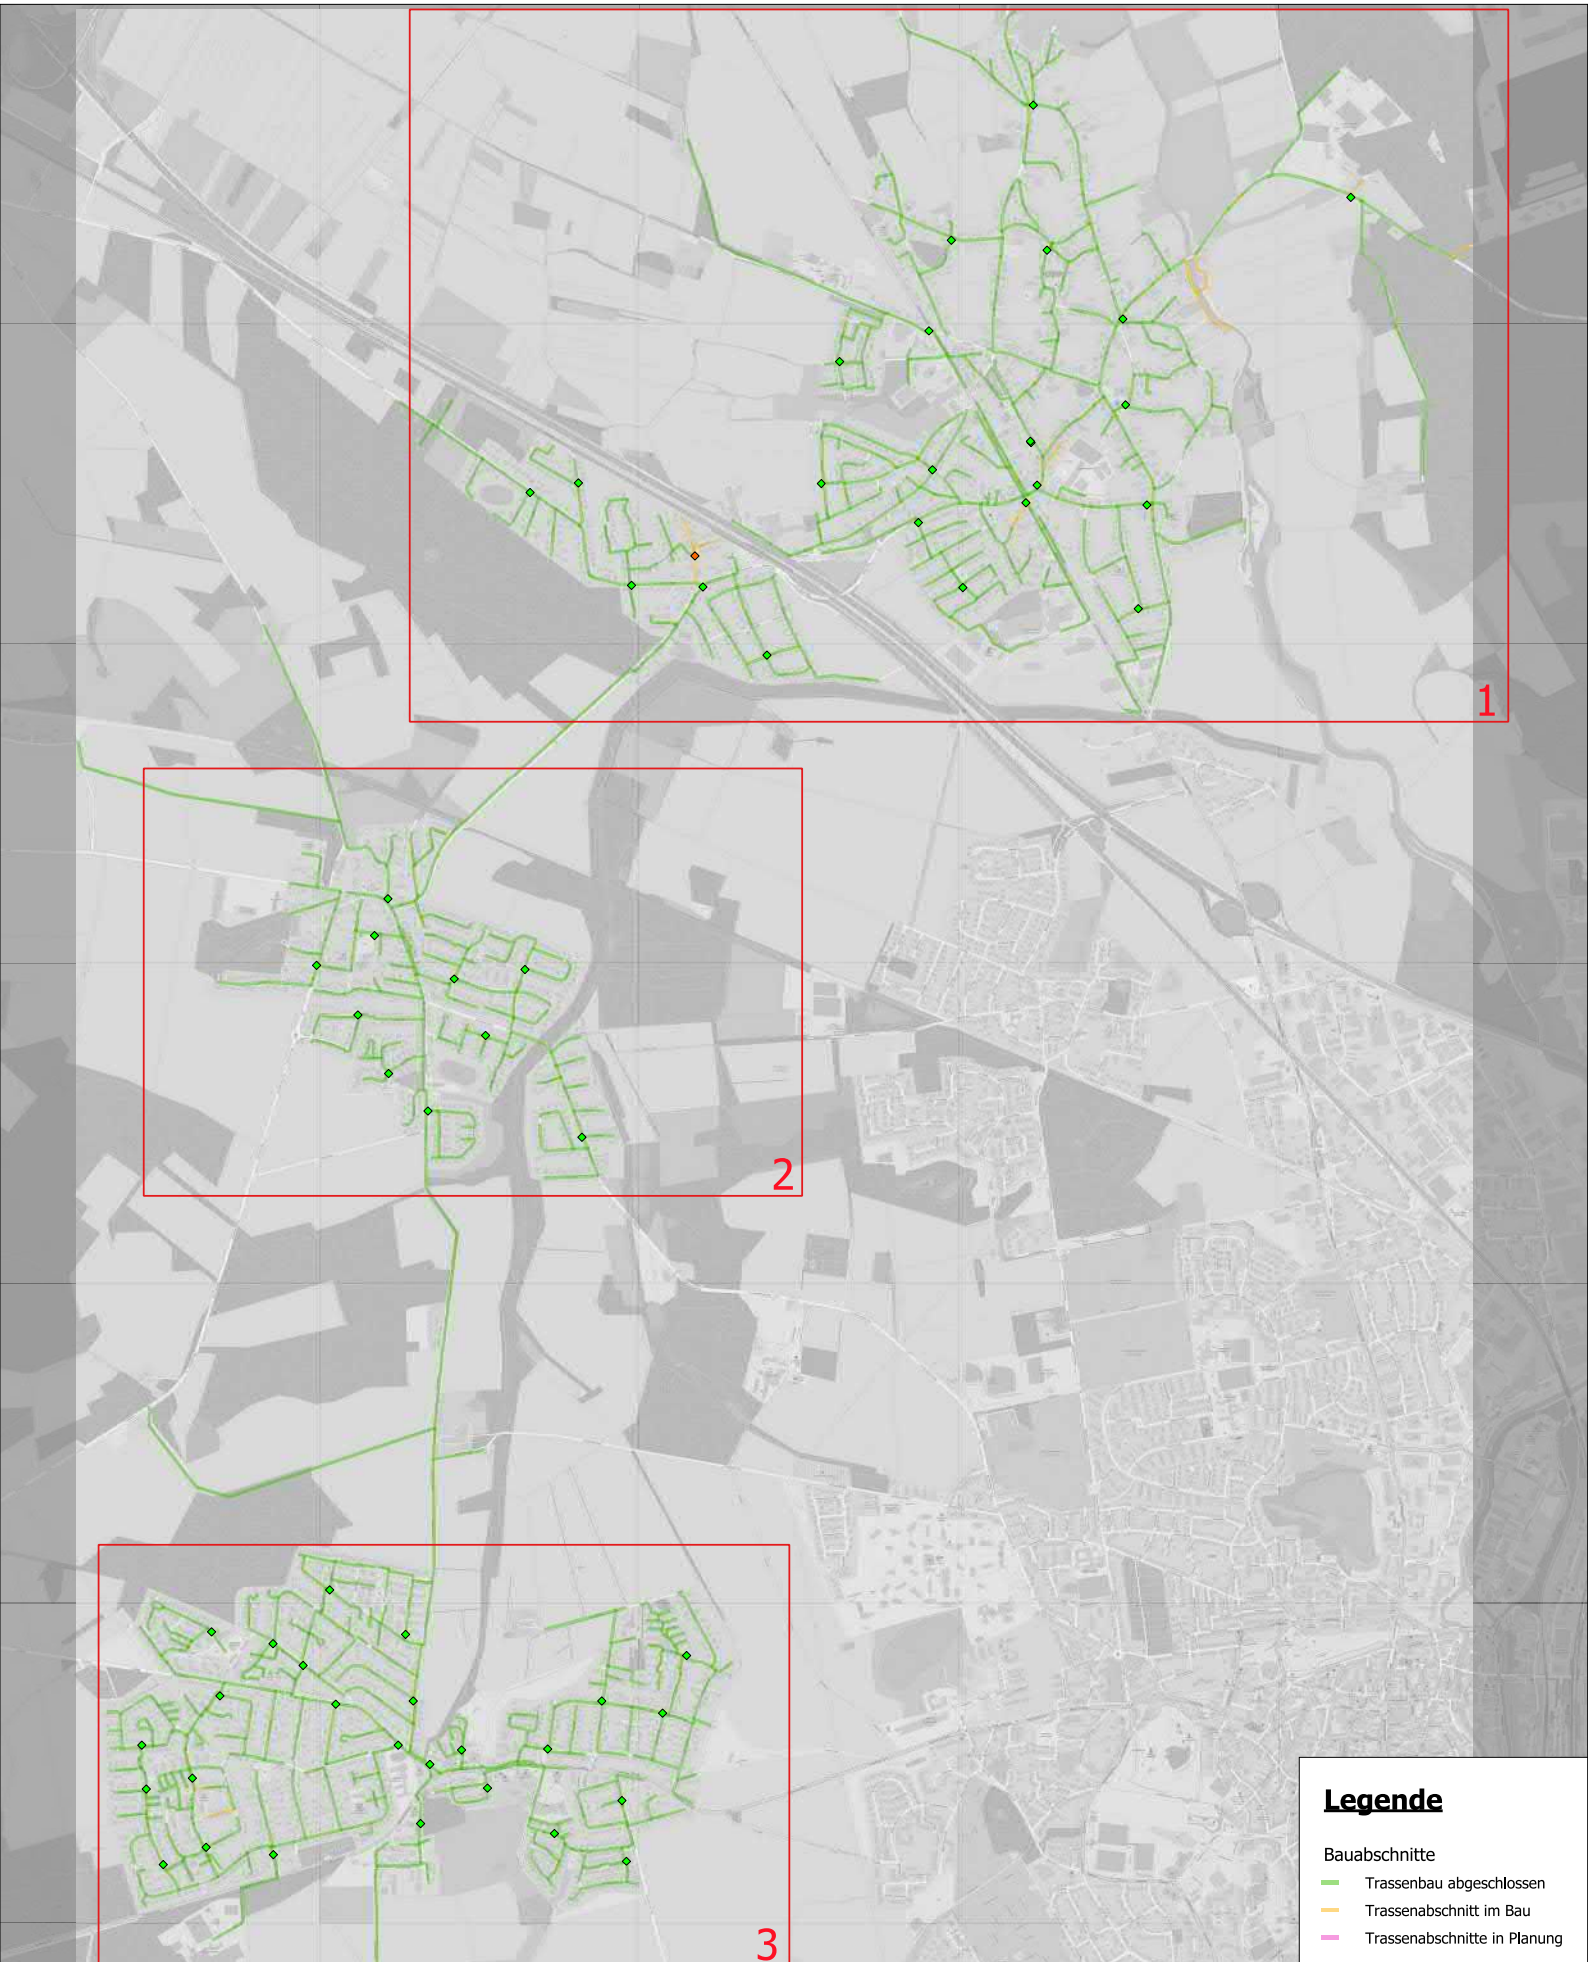 1
2
3
Legende
Bauabschnitte
Trassenbau abgeschlossen
Trassenabschnitt im Bau
Trassenabschnitte in Planung